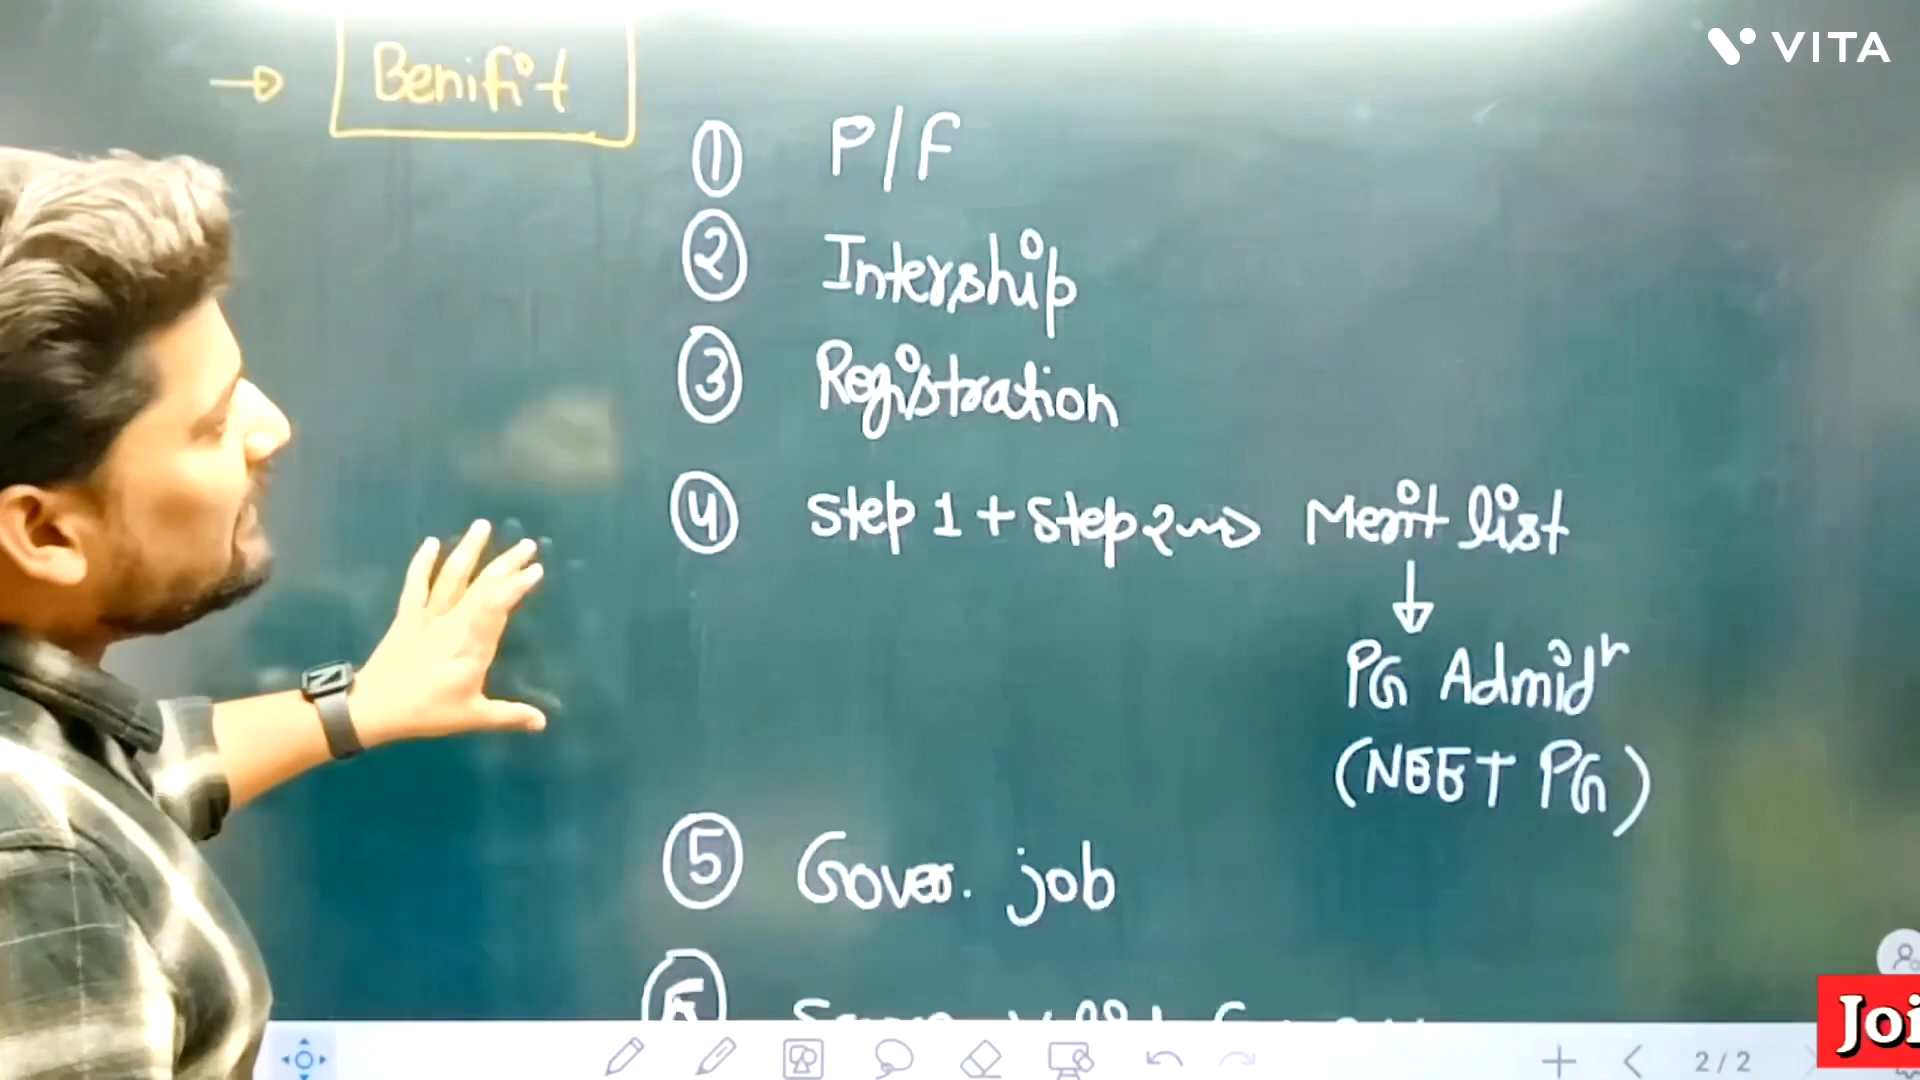 VITA
Benifit
① P/F
② Intership
③ Registration
④ Step 1 + Step 2 → Merit list
↓
PG Admin
(NEET PG)
⑤ Gover. job
Joi
2/2